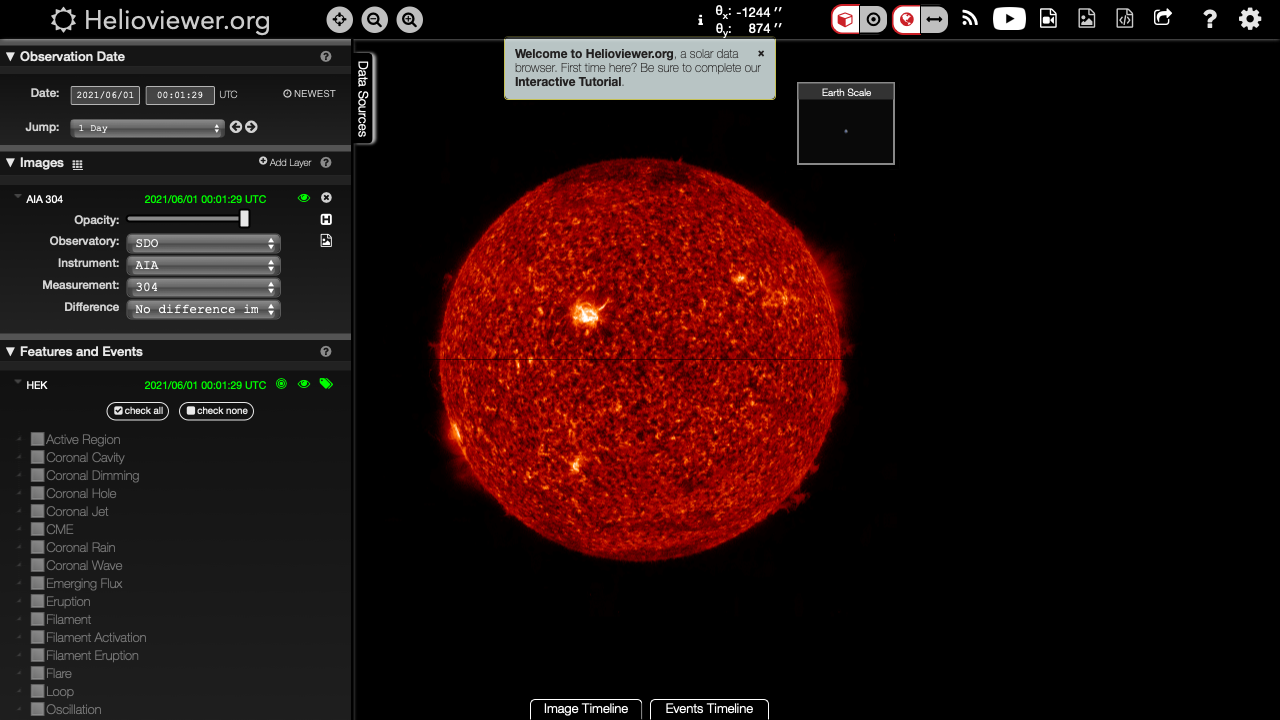 Helioviewer.org
θx: -1244 ″
θy: 874 ″
Observation Date
Date: 2021/06/01 00:01:29 UTC NEWEST
Jump: 1 Day
Images Add Layer
AIA 304 2021/06/01 00:01:29 UTC
Opacity:
Observatory: SDO
Instrument: AIA
Measurement: 304
Difference No difference im
Features and Events
HEK 2021/06/01 00:01:29 UTC
check all check none
Active Region
Coronal Cavity
Coronal Dimming
Coronal Hole
Coronal Jet
CME
Coronal Rain
Coronal Wave
Emerging Flux
Eruption
Filament
Filament Activation
Filament Eruption
Flare
Loop
Oscillation
Data Sources
Welcome to Helioviewer.org, a solar data
browser. First time here? Be sure to complete our
Interactive Tutorial.
Earth Scale
Image Timeline Events Timeline